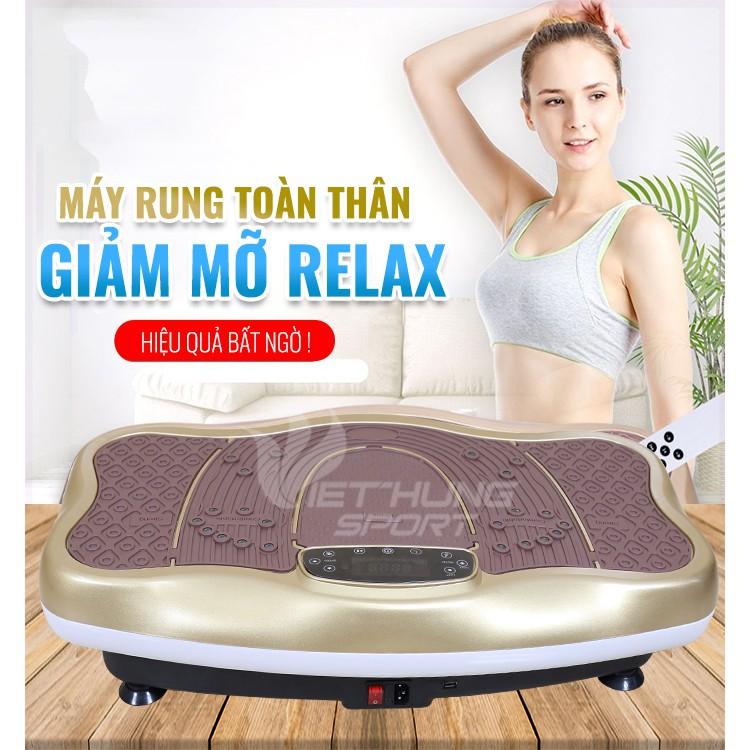 MÁY RUNG TOÀN THÂN
GIẢM MỠ RELAX
HIỆU QUẢ BẤT NGỜ !
VIET HUNG
SPORT